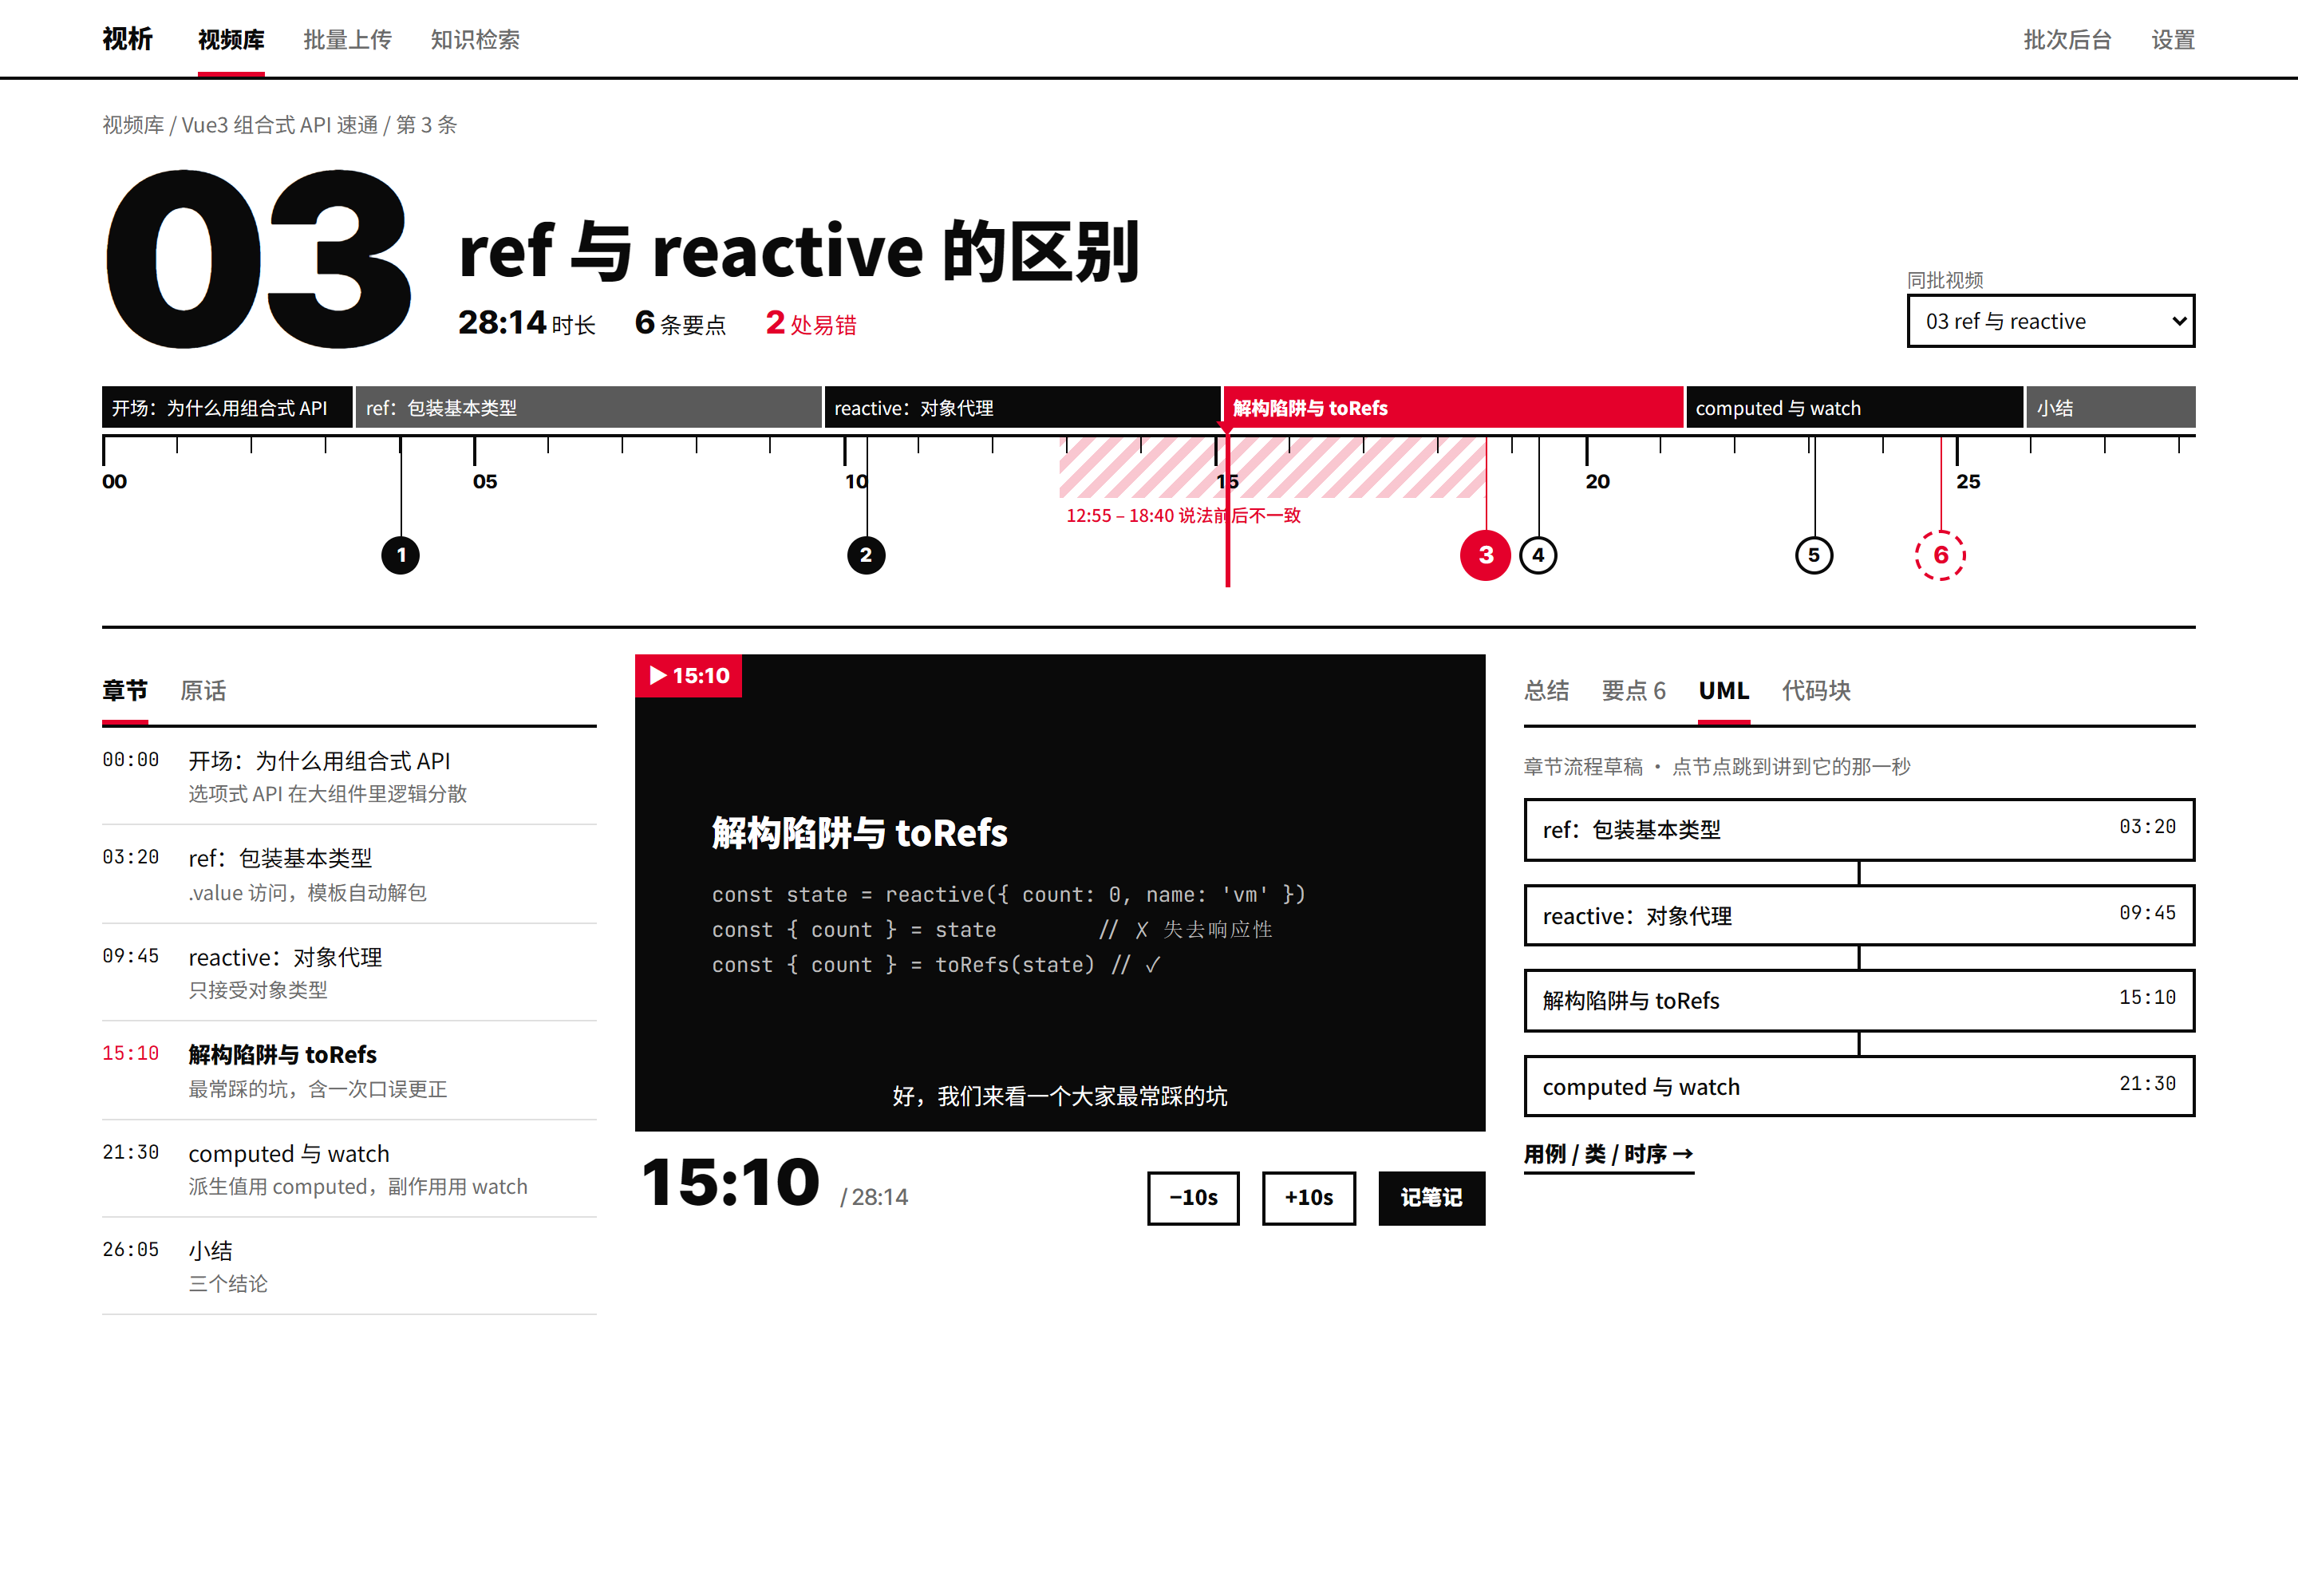 视析 视频库 批量上传 知识检索 批次后台 设置
视频库 / Vue3 组合式 API 速通 / 第 3 条
03
ref 与 reactive 的区别
28:14 时长 6 条要点 2 处易错
同批视频
03 ref 与 reactive
开场：为什么用组合式 API ref：包装基本类型 reactive：对象代理 解构陷阱与 toRefs computed 与 watch 小结
00 05 10 15 20 25
12:55 – 18:40 说法前后不一致
1 2 3 4 5 6
章节 原话
00:00 开场：为什么用组合式 API
选项式 API 在大组件里逻辑分散
03:20 ref：包装基本类型
.value 访问，模板自动解包
09:45 reactive：对象代理
只接受对象类型
15:10 解构陷阱与 toRefs
最常踩的坑，含一次口误更正
21:30 computed 与 watch
派生值用 computed，副作用用 watch
26:05 小结
三个结论
▶ 15:10
解构陷阱与 toRefs
const state = reactive({ count: 0, name: 'vm' })
const { count } = state // ✗ 失去响应性
const { count } = toRefs(state) // ✓
好，我们来看一个大家最常踩的坑
15:10 / 28:14
−10s +10s 记笔记
总结 要点 6 UML 代码块
章节流程草稿 · 点节点跳到讲到它的那一秒
ref：包装基本类型 03:20
reactive：对象代理 09:45
解构陷阱与 toRefs 15:10
computed 与 watch 21:30
用例 / 类 / 时序 →